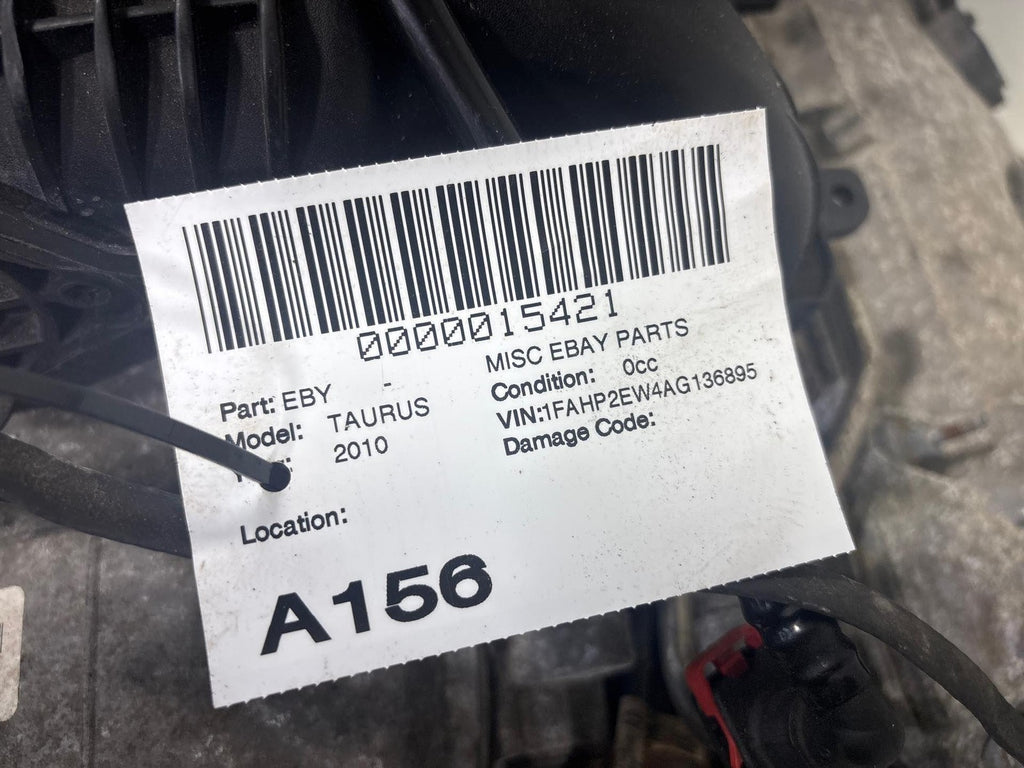 0000015421
Part: EBY - MISC EBAY PARTS
Model: TAURUS Condition: 0cc
2010 VIN:1FAHP2EW4AG136895
Damage Code:
Location:
A156